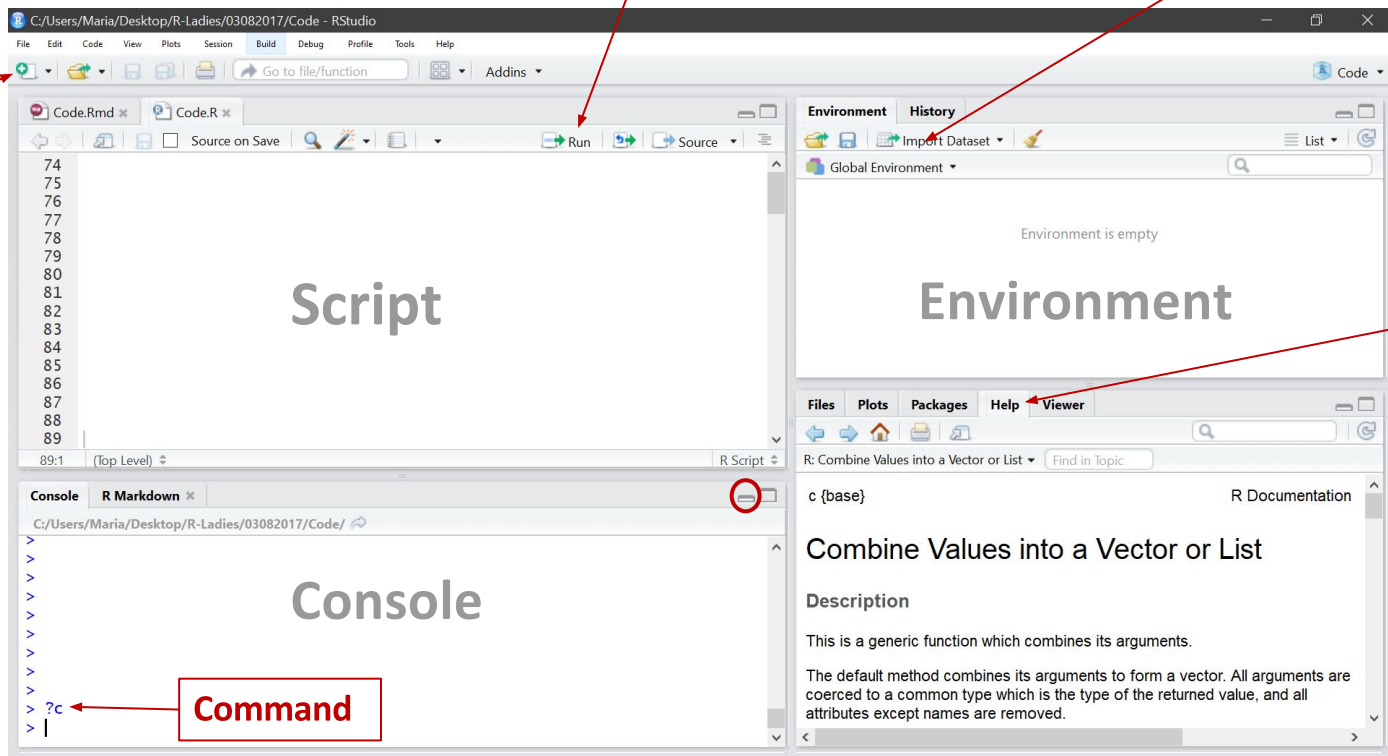 C:/Users/Maria/Desktop/R-Ladies/03082017/Code - RStudio
File Edit Code View Plots Session Build Debug Profile Tools Help
Go to file/function Addins Code
Code.Rmd Code.R
Source on Save Run Source
74
75
76
77
78
79
80
81
82
83
84
85
86
87
88
89
Script
89:1 (Top Level) R Script
Console R Markdown
C:/Users/Maria/Desktop/R-Ladies/03082017/Code/
>
>
>
>
>
>
>
>
>
> ?c
>
Console
Command
Environment History
Import Dataset List
Global Environment
Environment is empty
Environment
Files Plots Packages Help Viewer
R: Combine Values into a Vector or List Find in Topic
c {base} R Documentation
Combine Values into a Vector or List
Description
This is a generic function which combines its arguments.
The default method combines its arguments to form a vector. All arguments are
coerced to a common type which is the type of the returned value, and all
attributes except names are removed.